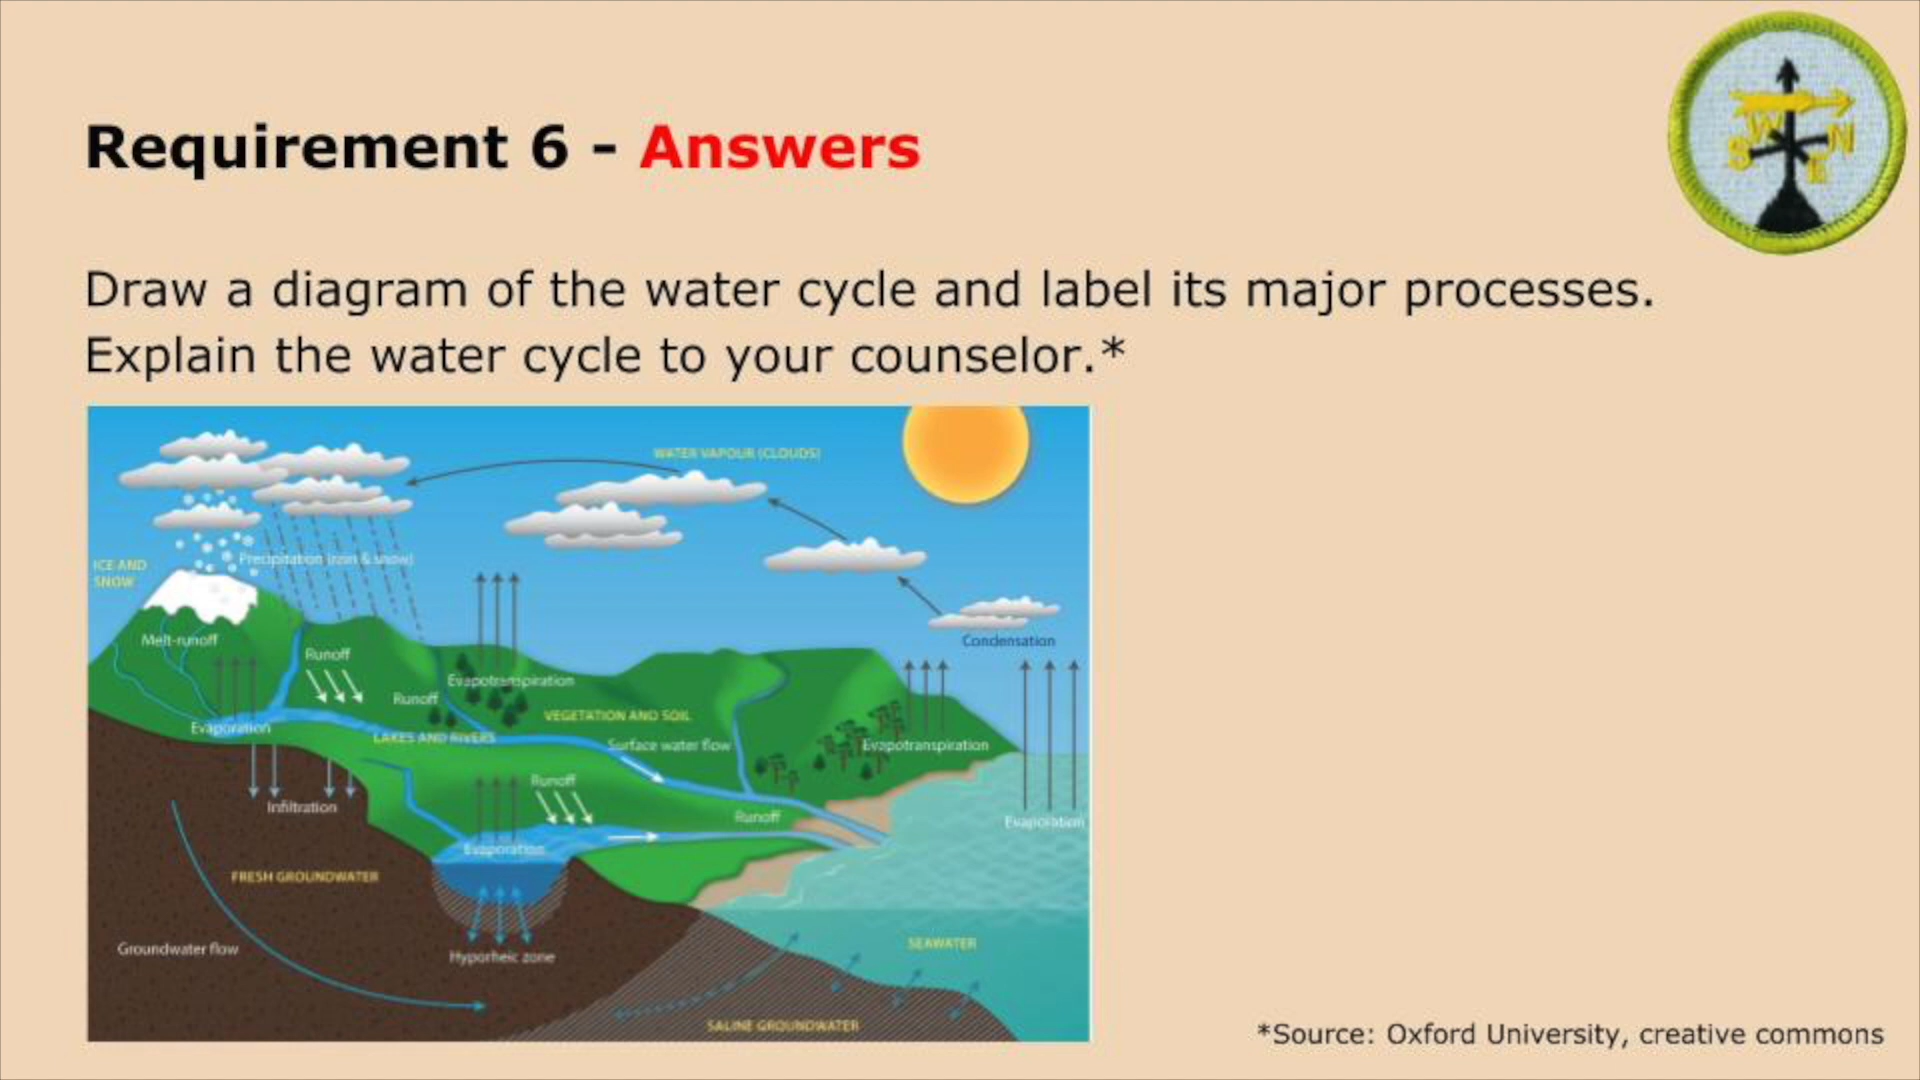 Requirement 6 - Answers
Draw a diagram of the water cycle and label its major processes.
Explain the water cycle to your counselor.*
WATER VAPOUR (CLOUDS)
Precipitation (rain & snow)
ICE AND
SNOW
Condensation
Melt-runoff
Runoff
Evapotranspiration
Runoff
VEGETATION AND SOIL
Evaporation
LAKES AND RIVERS
Surface water flow
Evapotranspiration
Runoff
Infiltration
Runoff
Evaporation
Evaporation
FRESH GROUNDWATER
Groundwater flow
Hyporheic zone
SEAWATER
SALINE GROUNDWATER
*Source: Oxford University, creative commons
W
N
S
E